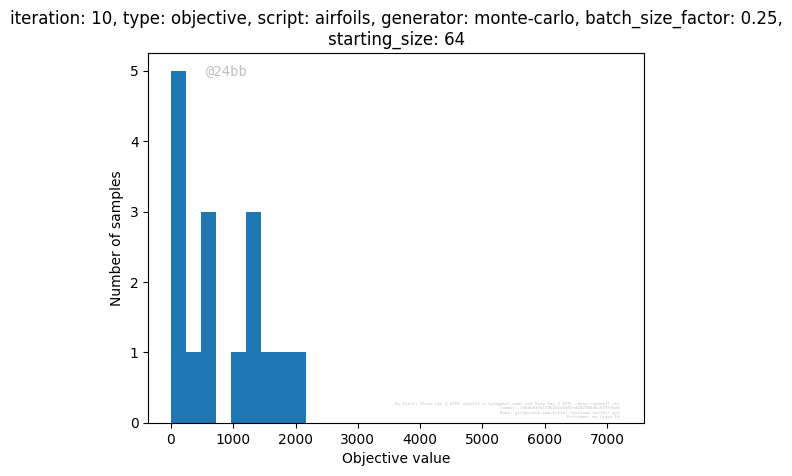 iteration: 10, type: objective, script: airfoils, generator: monte-carlo, batch_size_factor: 0.25,
starting_size: 64
@24bb
5
4
3
2
1
0
Number of samples
0 1000 2000 3000 4000 5000 6000 7000
Objective value